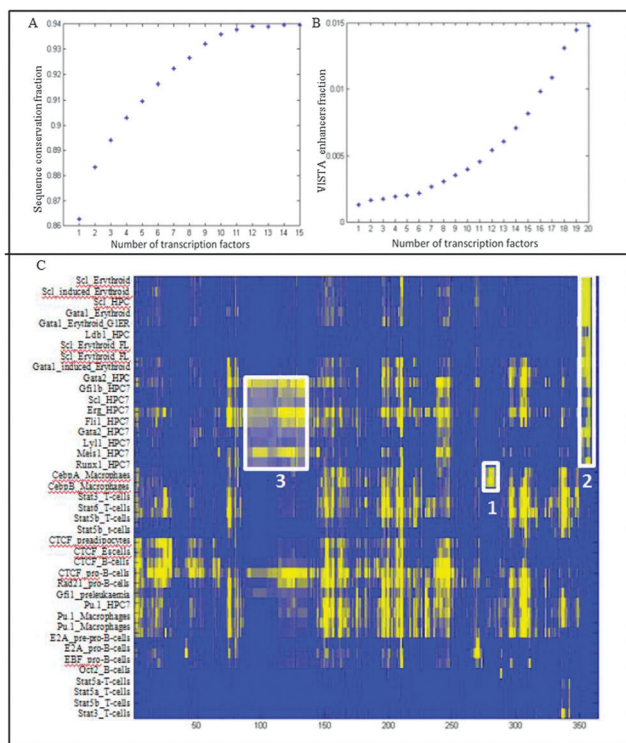 A
B
0.94
0.93
0.92
0.91
0.9
0.89
0.88
0.87
0.86
Sequence conservation fraction
1 2 3 4 5 6 7 8 9 10 11 12 13 14 15
Number of transcription factors
0.015
0.01
0.005
0
VISTA enhancers fraction
1 2 3 4 5 6 7 8 9 10 11 12 13 14 15 16 17 18 19 20
Number of transcription factors
C
Scl_Erythroid
Scl_induced_Erythroid
Scl_HPC
Gata1_Erythroid
Gata1_Erythroid_G1ER
Ldb1_HPC
Scl_Erythroid_FL
Scl_Erythroid_FL
Gata1_induced_Erythroid
Gata2_HPC
Gfi1b_HPC7
Scl_HPC7
Erg_HPC7
Fli1_HPC7
Gata2_HPC7
Lyl1_HPC7
Meis1_HPC7
Runx1_HPC7
CebpA_Macrophaes
CebpB_Macrophages
Stat5_T-cells
Stat6_T-cells
Stat5b_T-cells
Stat5b_t-cells
CTCF_preadipocytes
CTCF_Escells
CTCF_B-cells
CTCF_pro-B-cells
Rad21_pro-B-cells
Gfi1_preleukaemia
Pu.1_HPC7
Pu.1_Macrophages
Pu.1_Macrophages
E2A_pre-pro-B-cells
E2A_pro-B-cells
EBF_pro-B-cells
Oct2_B-cells
Stat5a-T-cells
Stat5a_T-cells
Stat5b_T-cells
Stat3_T-cells
3
1
2
50 100 150 200 250 300 350